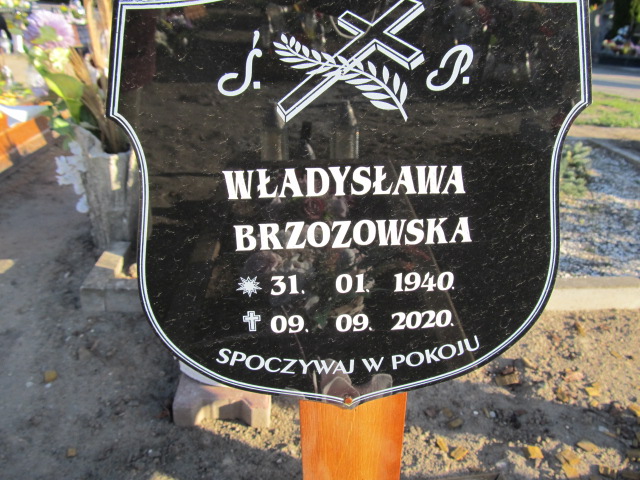 Ś. P.
WŁADYSŁAWA
BRZOZOWSKA
31. 01. 1940.
09. 09. 2020.
SPOCZYWAJ W POKOJU